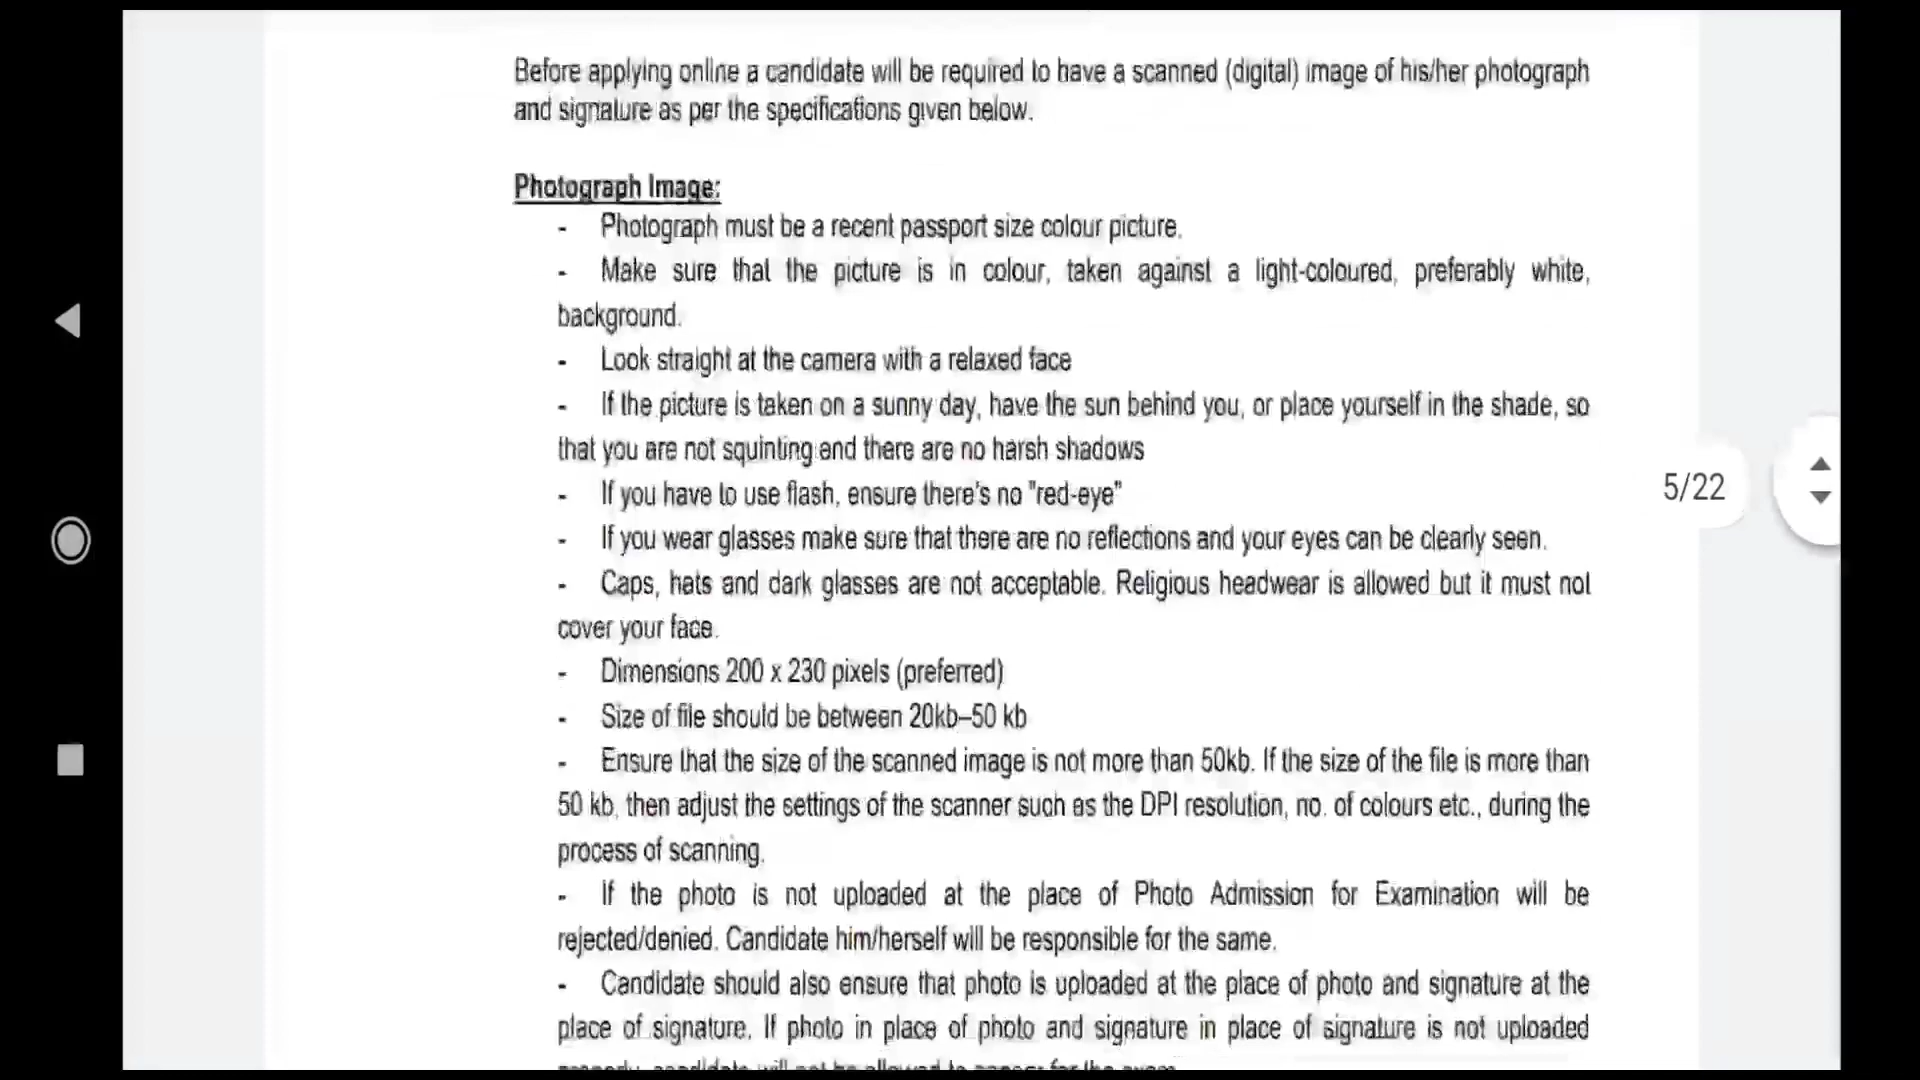 Before applying online a candidate will be required to have a scanned (digital) image of his/her photograph
and signature as per the specifications given below.
Photograph Image:
- Photograph must be a recent passport size colour picture.
- Make sure that the picture is in colour, taken against a light-coloured, preferably white,
background.
- Look straight at the camera with a relaxed face
- If the picture is taken on a sunny day, have the sun behind you, or place yourself in the shade, so
that you are not squinting and there are no harsh shadows
- If you have to use flash, ensure there's no "red-eye"
- If you wear glasses make sure that there are no reflections and your eyes can be clearly seen.
- Caps, hats and dark glasses are not acceptable. Religious headwear is allowed but it must not
cover your face.
- Dimensions 200 x 230 pixels (preferred)
- Size of file should be between 20kb–50 kb
- Ensure that the size of the scanned image is not more than 50kb. If the size of the file is more than
50 kb, then adjust the settings of the scanner such as the DPI resolution, no. of colours etc., during the
process of scanning.
- If the photo is not uploaded at the place of Photo Admission for Examination will be
rejected/denied. Candidate him/herself will be responsible for the same.
- Candidate should also ensure that photo is uploaded at the place of photo and signature at the
place of signature. If photo in place of photo and signature in place of signature is not uploaded
properly, candidate will not be allowed to appear for the exam
5/22